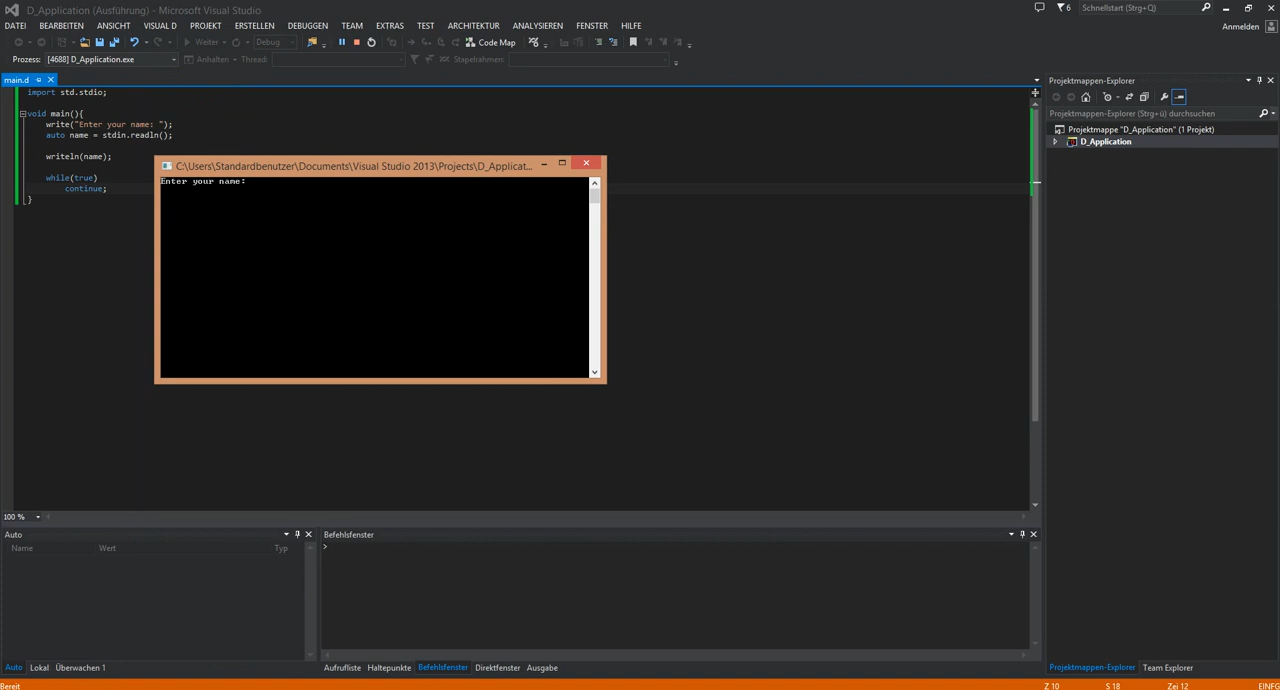 D_Application (Ausführung) - Microsoft Visual Studio
6
Schnellstart (Strg+Q)
DATEI BEARBEITEN ANSICHT VISUAL D PROJEKT ERSTELLEN DEBUGGEN TEAM EXTRAS TEST ARCHITEKTUR ANALYSIEREN FENSTER HILFE
Anmelden
Weiter
Debug
Code Map
Prozess: [4688] D_Application.exe
Anhalten
Thread:
Stapelrahmen:
main.d
import std.stdio;
void main(){
write("Enter your name: ");
auto name = stdin.readln();
writeln(name);
while(true)
continue;
}
C:\Users\Standardbenutzer\Documents\Visual Studio 2013\Projects\D_Applicat...
Enter your name:
Projektmappen-Explorer
Projektmappen-Explorer (Strg+ü) durchsuchen
Projektmappe "D_Application" (1 Projekt)
D_Application
100 %
Auto
Name Wert Typ
Befehlsfenster
>
Auto Lokal Überwachen 1
Aufrufliste Haltepunkte Befehlsfenster Direktfenster Ausgabe
Projektmappen-Explorer Team Explorer
Bereit
Z 10 S 18 Zei 12 EINFG